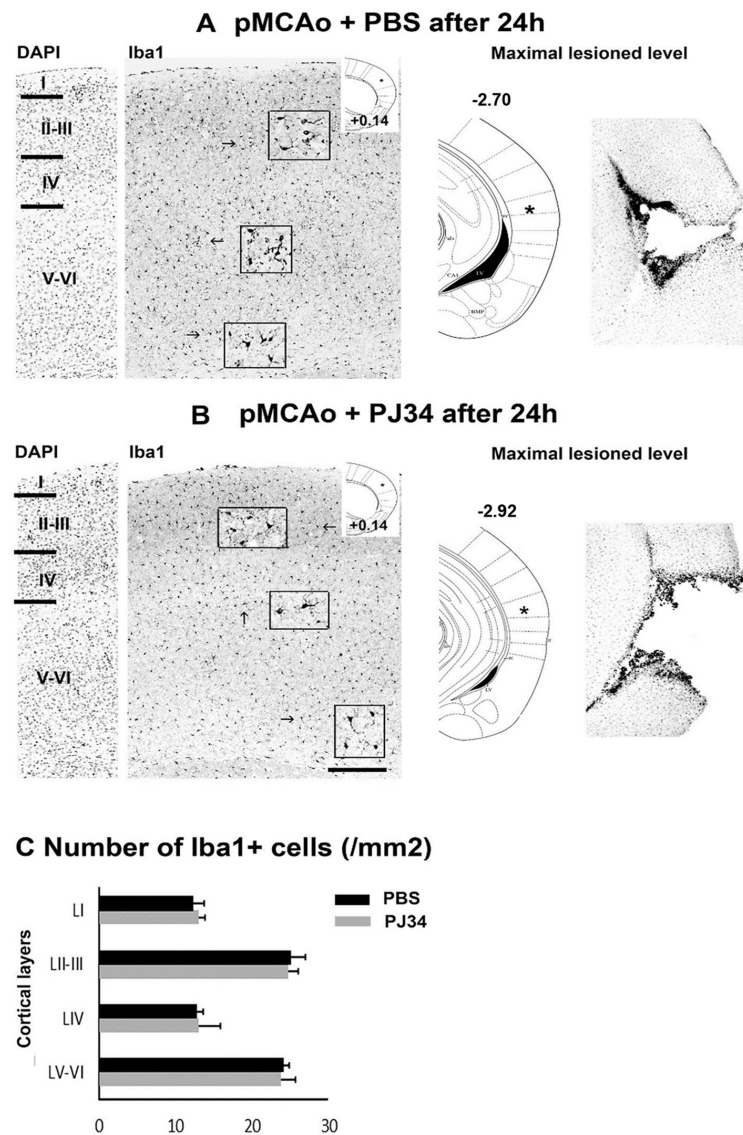 A pMCAo + PBS after 24h
DAPI
Iba1
Maximal lesioned level
I
II-III
IV
V-VI
+0.14
*
-2.70
*
CA1
LV
BMP
B pMCAo + PJ34 after 24h
DAPI
Iba1
Maximal lesioned level
I
II-III
IV
V-VI
+0.14
*
-2.92
*
LV
C Number of Iba1+ cells (/mm2)
PBS
PJ34
Cortical layers
LI
LII-III
LIV
LV-VI
0 10 20 30